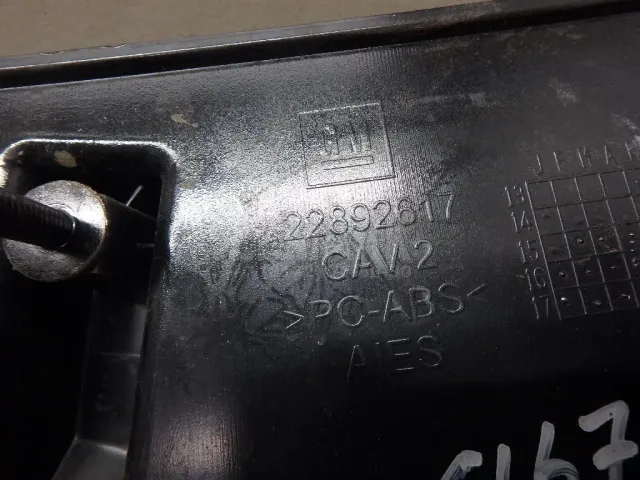 GM
22892617
CAV.2
>PC-ABS<
AIES
J F M A M
13
14
15
16
17
C167